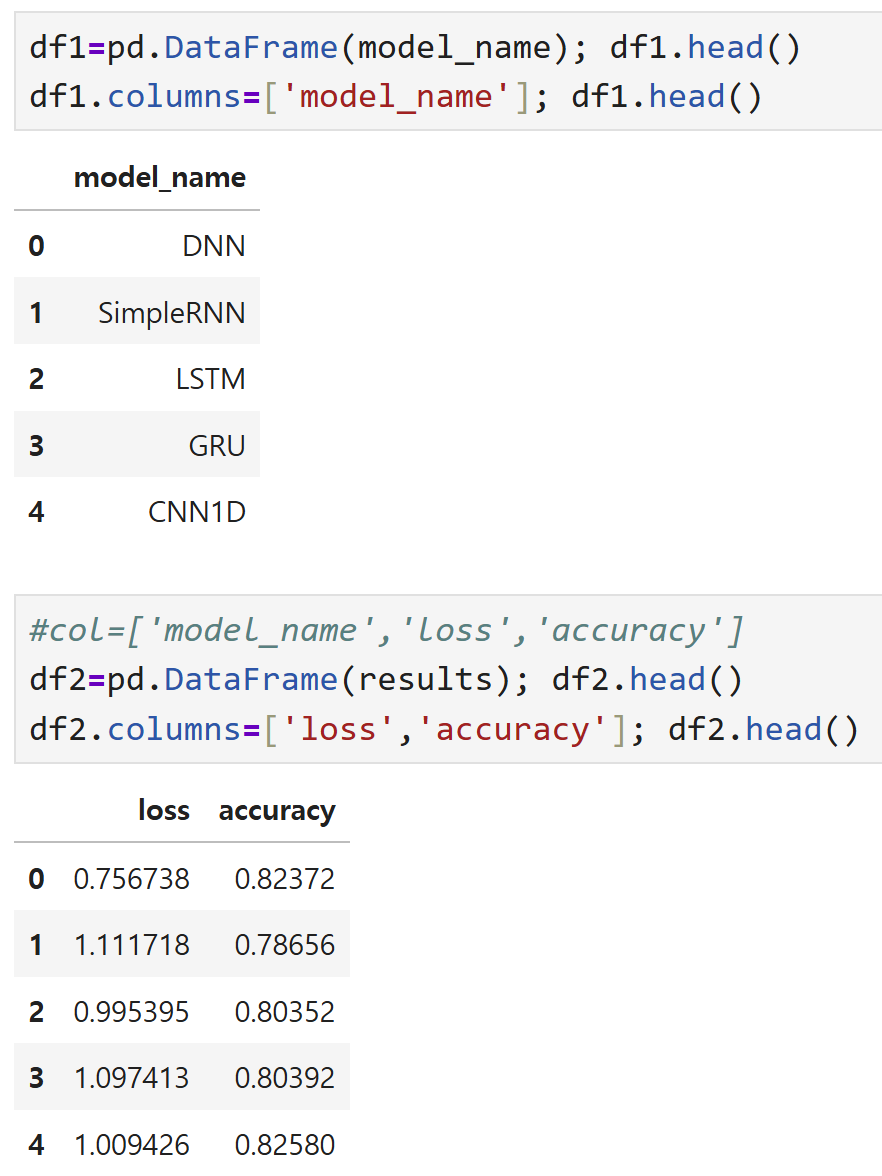 df1=pd.DataFrame(model_name); df1.head()
df1.columns=['model_name']; df1.head()
model_name
0 DNN
1 SimpleRNN
2 LSTM
3 GRU
4 CNN1D
#col=['model_name','loss','accuracy']
df2=pd.DataFrame(results); df2.head()
df2.columns=['loss','accuracy']; df2.head()
loss accuracy
0 0.756738 0.82372
1 1.111718 0.78656
2 0.995395 0.80352
3 1.097413 0.80392
4 1.009426 0.82580